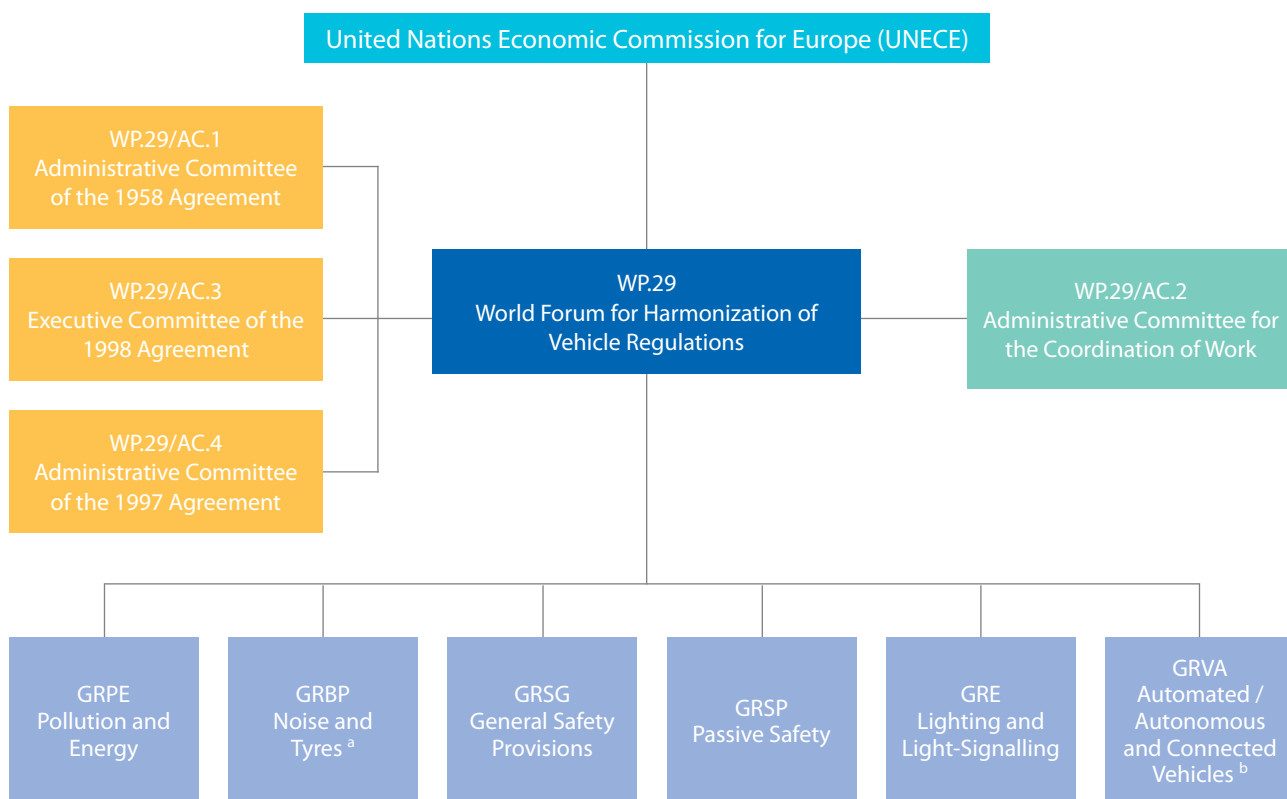 United Nations Economic Commission for Europe (UNECE)
WP.29/AC.1
Administrative Committee
of the 1958 Agreement
WP.29/AC.3
Executive Committee of the
1998 Agreement
WP.29/AC.4
Administrative Committee
of the 1997 Agreement
WP.29
World Forum for Harmonization of
Vehicle Regulations
WP.29/AC.2
Administrative Committee for
the Coordination of Work
GRPE
Pollution and
Energy
GRBP
Noise and
Tyres a
GRSG
General Safety
Provisions
GRSP
Passive Safety
GRE
Lighting and
Light-Signalling
GRVA
Automated /
Autonomous
and Connected
Vehicles b